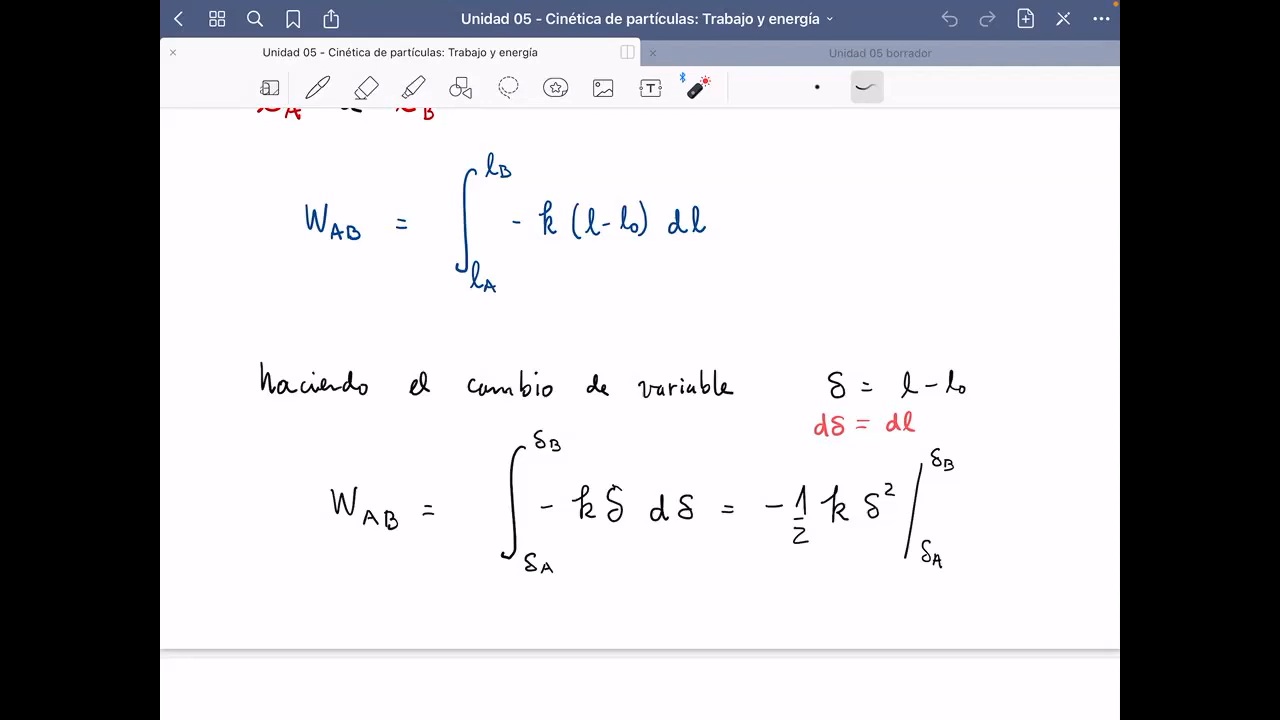 Unidad 05 - Cinética de partículas: Trabajo y energía
Unidad 05 - Cinética de partículas: Trabajo y energía
Unidad 05 borrador
W_AB = ∫_{l_A}^{l_B} - k (l - l₀) dl
haciendo el cambio de variable δ = l - l₀
dδ = dl
W_AB = ∫_{δ_A}^{δ_B} - k δ dδ = - 1/2 k δ² |_{δ_A}^{δ_B}